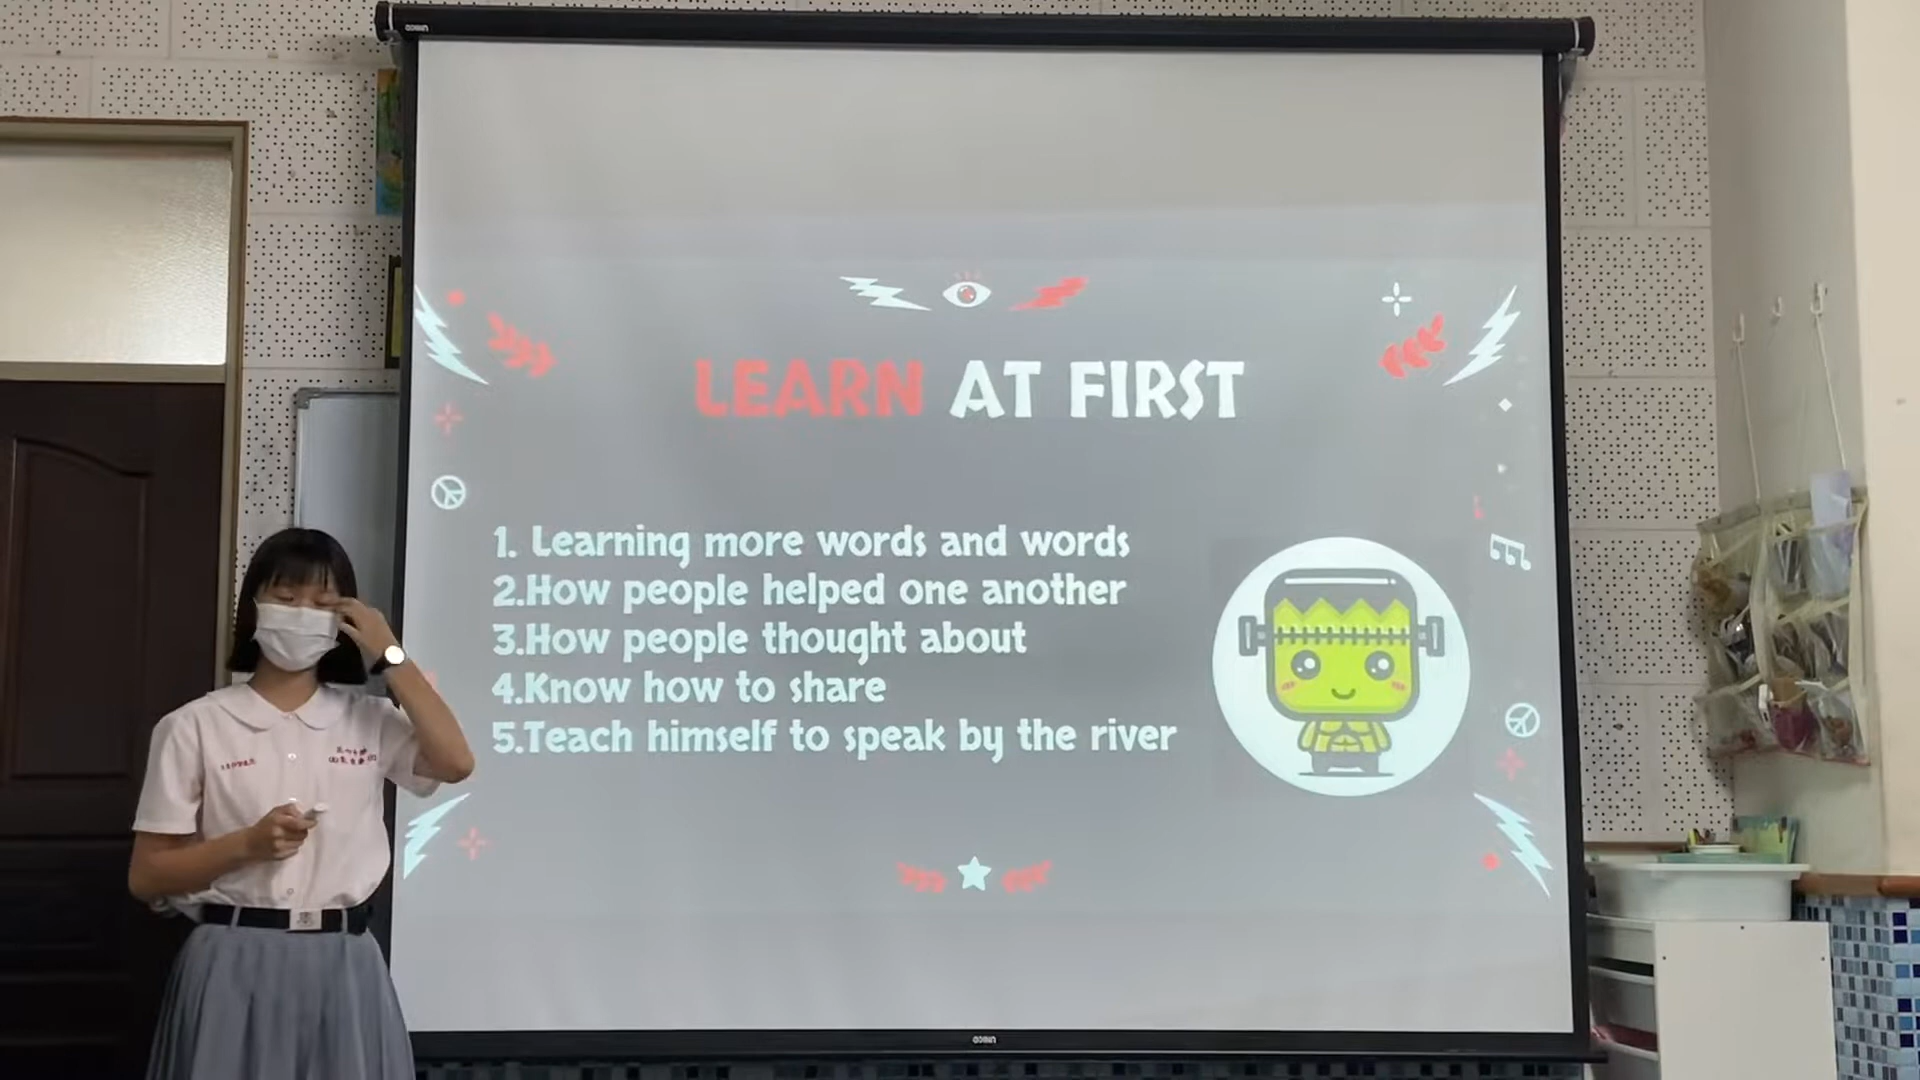 LEARN AT FIRST
1. Learning more words and words
2.How people helped one another
3.How people thought about
4.Know how to share
5.Teach himself to speak by the river